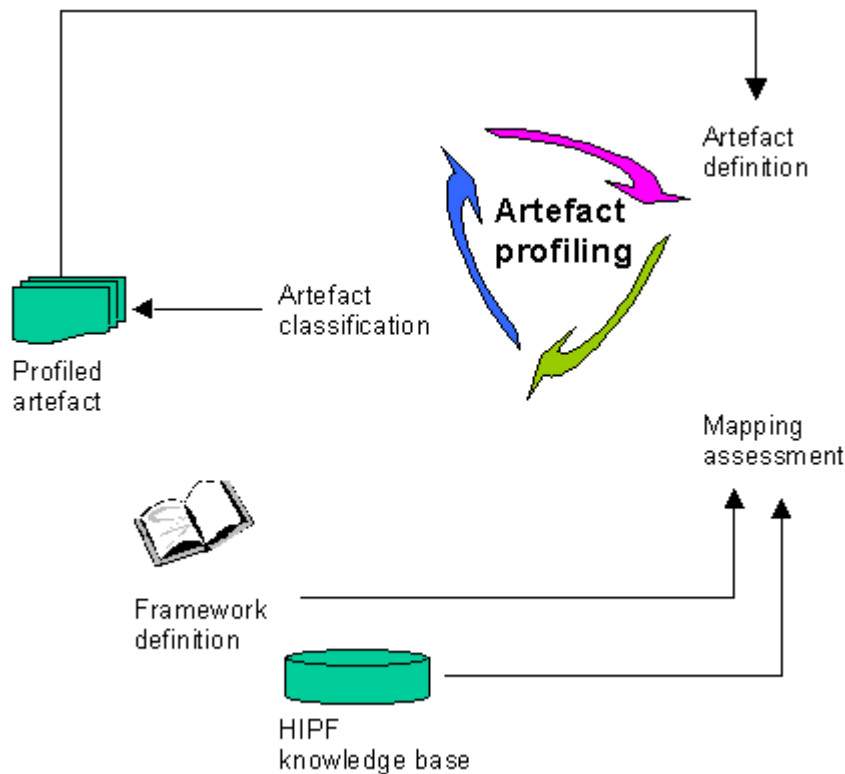 Artefact
definition
Artefact
profiling
Artefact
classification
Profiled
artefact
Mapping
assessment
Framework
definition
HIPF
knowledge base